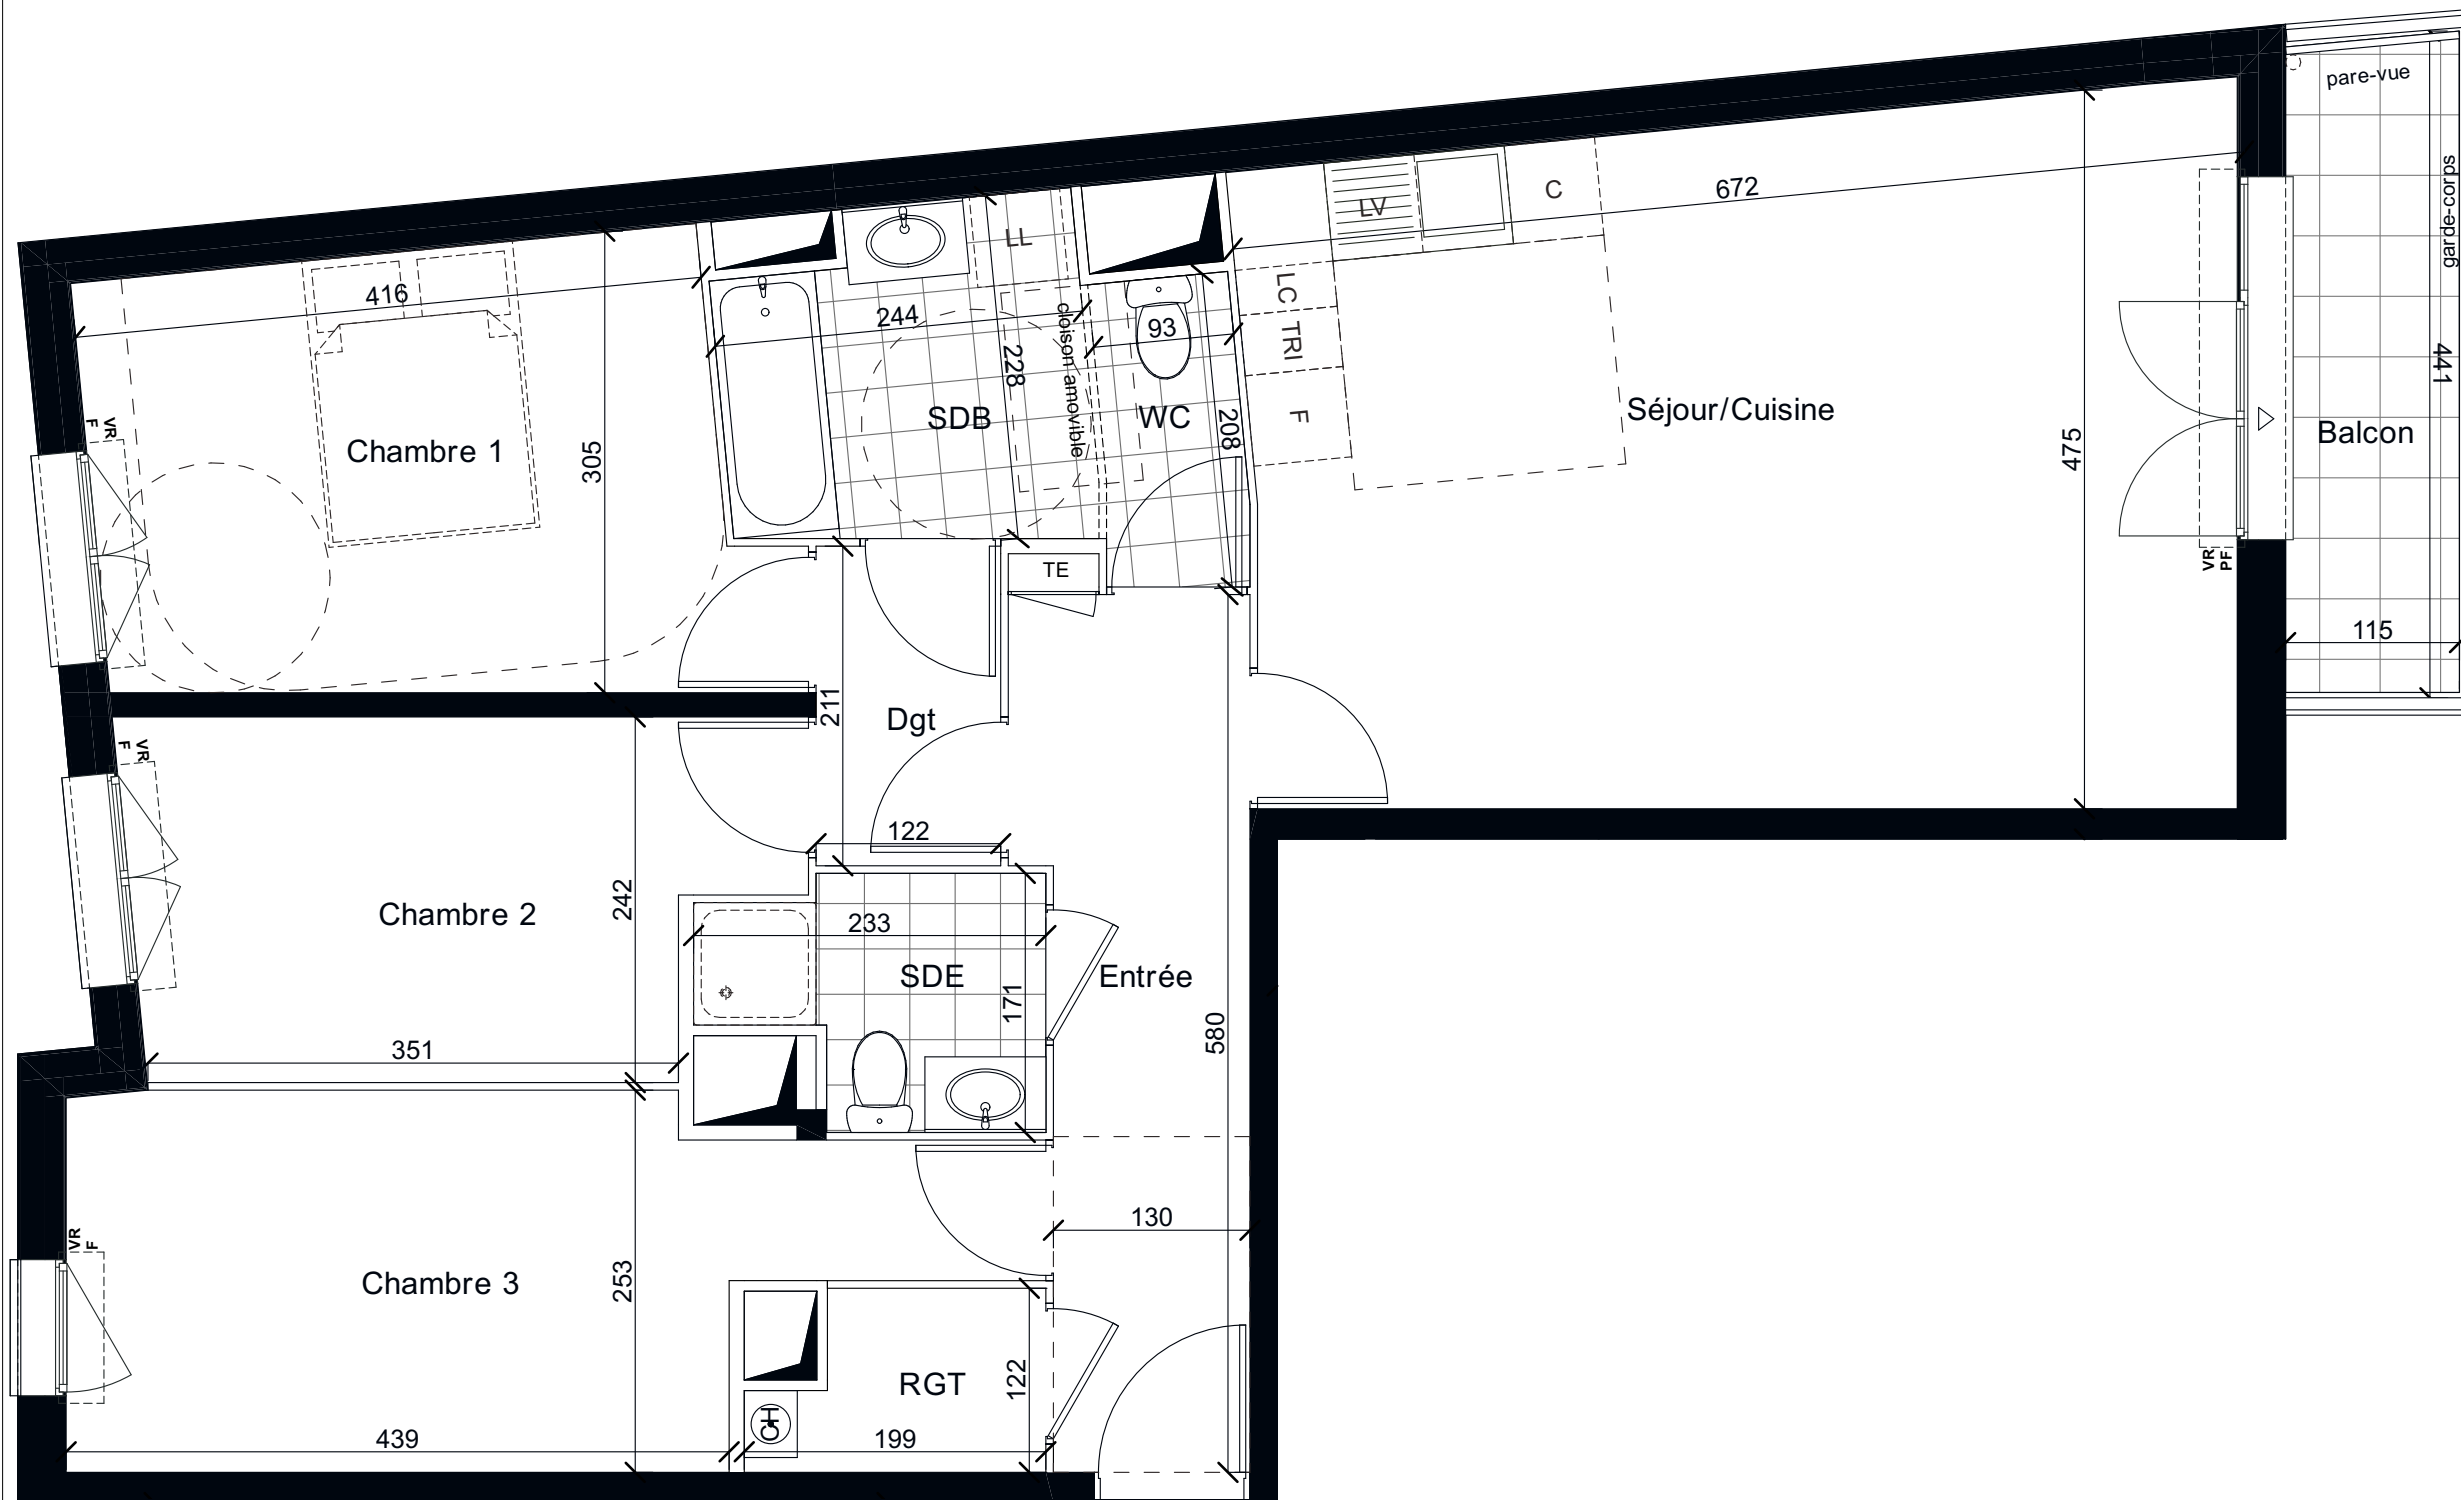 pare-vue
garde-corps
672
C
LV
LL
LC
TRI
F
416
244
93
cloison amovible
228
208
441
VR
F
Chambre 1
305
SDB
WC
Séjour/Cuisine
475
Balcon
VR
PF
TE
115
211
Dgt
VR
F
122
Chambre 2
242
233
SDE
171
Entrée
580
351
130
VR
F
Chambre 3
253
RGT
122
CH
439
199